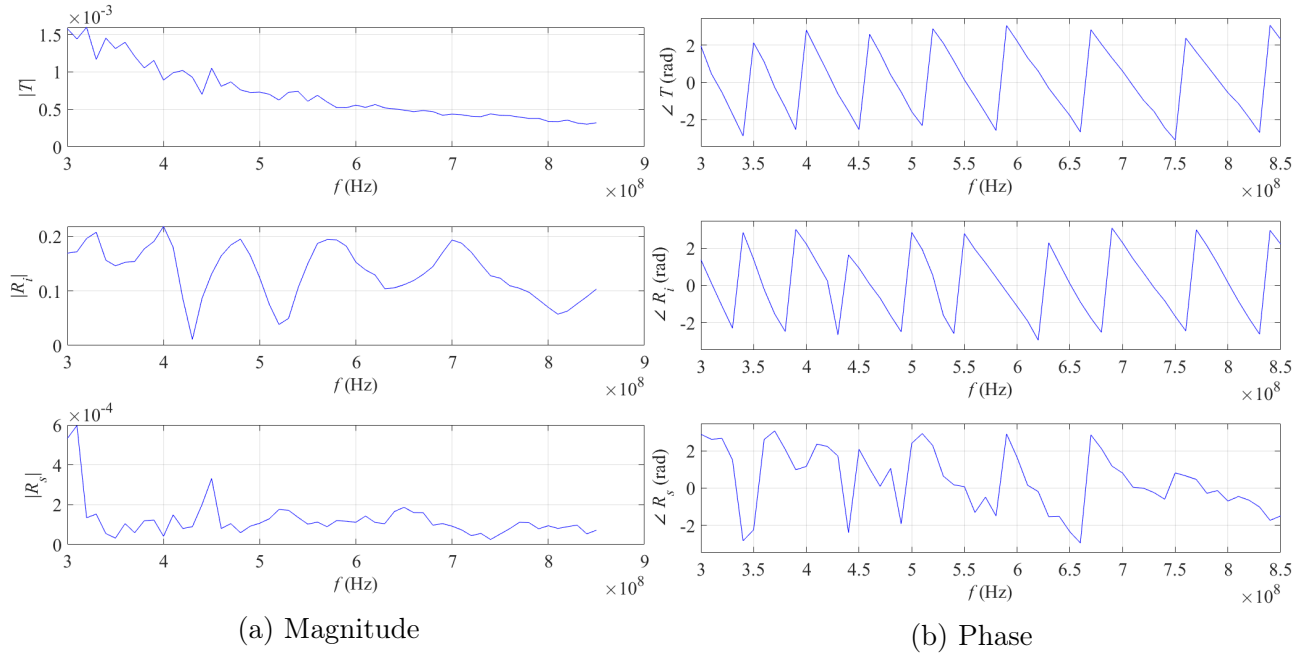 ×10⁻³
1.5
1
0.5
0
|T|
3 4 5 6 7 8 9
f (Hz)
×10⁸
0.2
0.1
0
|Rᵢ|
3 4 5 6 7 8 9
f (Hz)
×10⁸
×10⁻⁴
6
4
2
0
|Rₛ|
3 4 5 6 7 8 9
f (Hz)
×10⁸
(a) Magnitude
2
0
-2
∠ T (rad)
3 3.5 4 4.5 5 5.5 6 6.5 7 7.5 8 8.5
f (Hz)
×10⁸
2
0
-2
∠ Rᵢ (rad)
3 3.5 4 4.5 5 5.5 6 6.5 7 7.5 8 8.5
f (Hz)
×10⁸
2
0
-2
∠ Rₛ (rad)
3 3.5 4 4.5 5 5.5 6 6.5 7 7.5 8 8.5
f (Hz)
×10⁸
(b) Phase